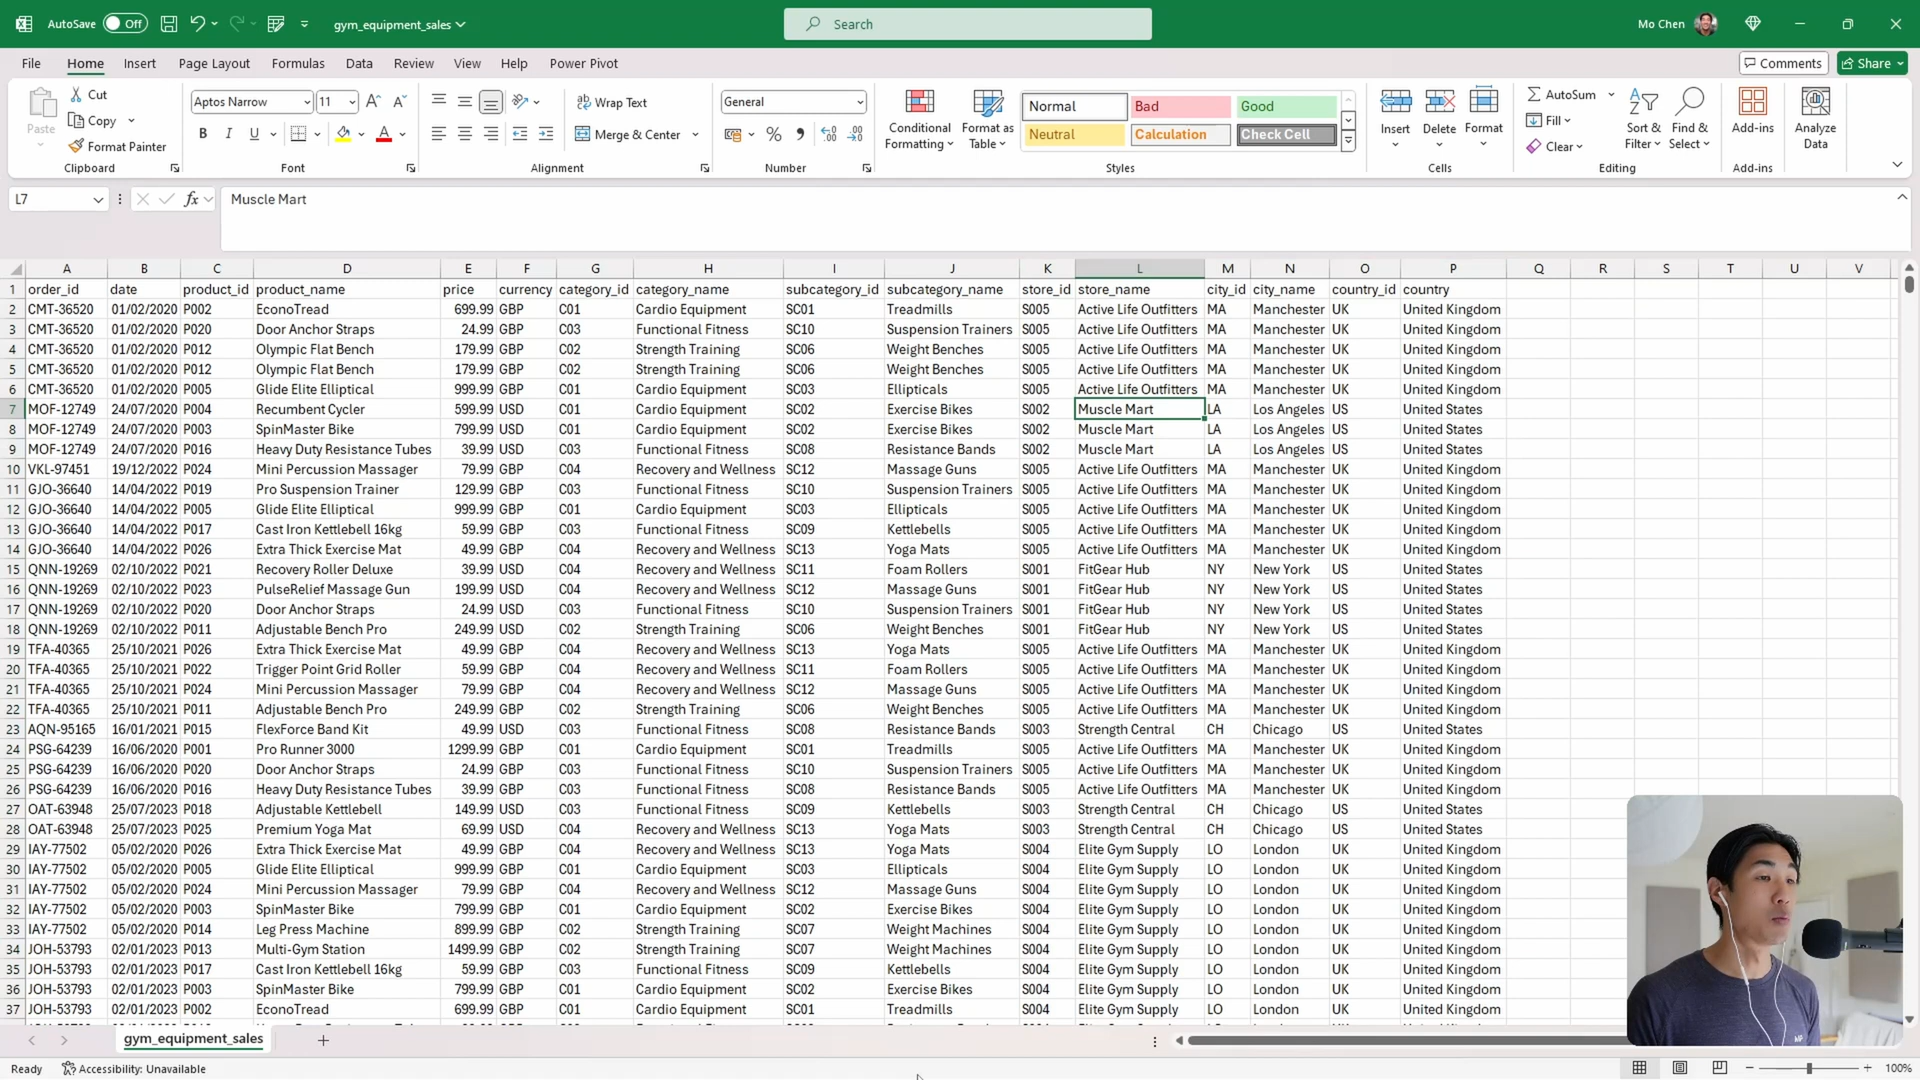 AutoSave Off gym_equipment_sales Search Mo Chen
File Home Insert Page Layout Formulas Data Review View Help Power Pivot Comments Share
Paste Cut Copy Format Painter Clipboard
Aptos Narrow 11 B I U A Font
Wrap Text Merge & Center Alignment
General % Number
Conditional Formatting Format as Table Normal Bad Good Neutral Calculation Check Cell Styles
Insert Delete Format Cells
AutoSum Fill Clear Sort & Filter Find & Select Editing
Add-ins Add-ins
Analyze Data
L7 fx Muscle Mart
A B C D E F G H I J K L M N O P Q R S T U V
1 order_id date product_id product_name price currency category_id category_name subcategory_id subcategory_name store_id store_name city_id city_name country_id country
2 CMT-36520 01/02/2020 P002 EconoTread 699.99 GBP C01 Cardio Equipment SC01 Treadmills S005 Active Life Outfitters MA Manchester UK United Kingdom
3 CMT-36520 01/02/2020 P020 Door Anchor Straps 24.99 GBP C03 Functional Fitness SC10 Suspension Trainers S005 Active Life Outfitters MA Manchester UK United Kingdom
4 CMT-36520 01/02/2020 P012 Olympic Flat Bench 179.99 GBP C02 Strength Training SC06 Weight Benches S005 Active Life Outfitters MA Manchester UK United Kingdom
5 CMT-36520 01/02/2020 P012 Olympic Flat Bench 179.99 GBP C02 Strength Training SC06 Weight Benches S005 Active Life Outfitters MA Manchester UK United Kingdom
6 CMT-36520 01/02/2020 P005 Glide Elite Elliptical 999.99 GBP C01 Cardio Equipment SC03 Ellipticals S005 Active Life Outfitters MA Manchester UK United Kingdom
7 MOF-12749 24/07/2020 P004 Recumbent Cycler 599.99 USD C01 Cardio Equipment SC02 Exercise Bikes S002 Muscle Mart LA Los Angeles US United States
8 MOF-12749 24/07/2020 P003 SpinMaster Bike 799.99 USD C01 Cardio Equipment SC02 Exercise Bikes S002 Muscle Mart LA Los Angeles US United States
9 MOF-12749 24/07/2020 P016 Heavy Duty Resistance Tubes 39.99 USD C03 Functional Fitness SC08 Resistance Bands S002 Muscle Mart LA Los Angeles US United States
10 VKL-97451 19/12/2022 P024 Mini Percussion Massager 79.99 GBP C04 Recovery and Wellness SC12 Massage Guns S005 Active Life Outfitters MA Manchester UK United Kingdom
11 GJO-36640 14/04/2022 P019 Pro Suspension Trainer 129.99 GBP C03 Functional Fitness SC10 Suspension Trainers S005 Active Life Outfitters MA Manchester UK United Kingdom
12 GJO-36640 14/04/2022 P005 Glide Elite Elliptical 999.99 GBP C01 Cardio Equipment SC03 Ellipticals S005 Active Life Outfitters MA Manchester UK United Kingdom
13 GJO-36640 14/04/2022 P017 Cast Iron Kettlebell 16kg 59.99 GBP C03 Functional Fitness SC09 Kettlebells S005 Active Life Outfitters MA Manchester UK United Kingdom
14 GJO-36640 14/04/2022 P026 Extra Thick Exercise Mat 49.99 GBP C04 Recovery and Wellness SC13 Yoga Mats S005 Active Life Outfitters MA Manchester UK United Kingdom
15 QNN-19269 02/10/2022 P021 Recovery Roller Deluxe 39.99 USD C04 Recovery and Wellness SC11 Foam Rollers S001 FitGear Hub NY New York US United States
16 QNN-19269 02/10/2022 P023 PulseRelief Massage Gun 199.99 USD C04 Recovery and Wellness SC12 Massage Guns S001 FitGear Hub NY New York US United States
17 QNN-19269 02/10/2022 P020 Door Anchor Straps 24.99 USD C03 Functional Fitness SC10 Suspension Trainers S001 FitGear Hub NY New York US United States
18 QNN-19269 02/10/2022 P011 Adjustable Bench Pro 249.99 USD C02 Strength Training SC06 Weight Benches S001 FitGear Hub NY New York US United States
19 TFA-40365 25/10/2021 P026 Extra Thick Exercise Mat 49.99 GBP C04 Recovery and Wellness SC13 Yoga Mats S005 Active Life Outfitters MA Manchester UK United Kingdom
20 TFA-40365 25/10/2021 P022 Trigger Point Grid Roller 59.99 GBP C04 Recovery and Wellness SC11 Foam Rollers S005 Active Life Outfitters MA Manchester UK United Kingdom
21 TFA-40365 25/10/2021 P024 Mini Percussion Massager 79.99 GBP C04 Recovery and Wellness SC12 Massage Guns S005 Active Life Outfitters MA Manchester UK United Kingdom
22 TFA-40365 25/10/2021 P011 Adjustable Bench Pro 249.99 GBP C02 Strength Training SC06 Weight Benches S005 Active Life Outfitters MA Manchester UK United Kingdom
23 AQN-95165 16/01/2021 P015 FlexForce Band Kit 49.99 USD C03 Functional Fitness SC08 Resistance Bands S003 Strength Central CH Chicago US United States
24 PSG-64239 16/06/2020 P001 Pro Runner 3000 1299.99 GBP C01 Cardio Equipment SC01 Treadmills S005 Active Life Outfitters MA Manchester UK United Kingdom
25 PSG-64239 16/06/2020 P020 Door Anchor Straps 24.99 GBP C03 Functional Fitness SC10 Suspension Trainers S005 Active Life Outfitters MA Manchester UK United Kingdom
26 PSG-64239 16/06/2020 P016 Heavy Duty Resistance Tubes 39.99 GBP C03 Functional Fitness SC08 Resistance Bands S005 Active Life Outfitters MA Manchester UK United Kingdom
27 OAT-63948 25/07/2023 P018 Adjustable Kettlebell 149.99 USD C03 Functional Fitness SC09 Kettlebells S003 Strength Central CH Chicago US United States
28 OAT-63948 25/07/2023 P025 Premium Yoga Mat 69.99 USD C04 Recovery and Wellness SC13 Yoga Mats S003 Strength Central CH Chicago US United States
29 IAY-77502 05/02/2020 P026 Extra Thick Exercise Mat 49.99 GBP C04 Recovery and Wellness SC13 Yoga Mats S004 Elite Gym Supply LO London UK United Kingdom
30 IAY-77502 05/02/2020 P005 Glide Elite Elliptical 999.99 GBP C01 Cardio Equipment SC03 Ellipticals S004 Elite Gym Supply LO London UK United Kingdom
31 IAY-77502 05/02/2020 P024 Mini Percussion Massager 79.99 GBP C04 Recovery and Wellness SC12 Massage Guns S004 Elite Gym Supply LO London UK United Kingdom
32 IAY-77502 05/02/2020 P003 SpinMaster Bike 799.99 GBP C01 Cardio Equipment SC02 Exercise Bikes S004 Elite Gym Supply LO London UK United Kingdom
33 IAY-77502 05/02/2020 P014 Leg Press Machine 899.99 GBP C02 Strength Training SC07 Weight Machines S004 Elite Gym Supply LO London UK United Kingdom
34 JOH-53793 02/01/2023 P013 Multi-Gym Station 1499.99 GBP C02 Strength Training SC07 Weight Machines S004 Elite Gym Supply LO London UK United Kingdom
35 JOH-53793 02/01/2023 P017 Cast Iron Kettlebell 16kg 59.99 GBP C03 Functional Fitness SC09 Kettlebells S004 Elite Gym Supply LO London UK United Kingdom
36 JOH-53793 02/01/2023 P003 SpinMaster Bike 799.99 GBP C01 Cardio Equipment SC02 Exercise Bikes S004 Elite Gym Supply LO London UK United Kingdom
37 JOH-53793 02/01/2023 P002 EconoTread 699.99 GBP C01 Cardio Equipment SC01 Treadmills S004 Elite Gym Supply LO London UK United Kingdom
gym_equipment_sales
Ready Accessibility: Unavailable 100%